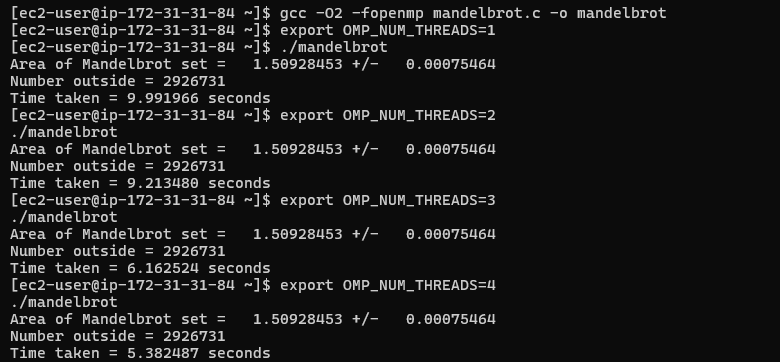 [ec2-user@ip-172-31-31-84 ~]$ gcc -O2 -fopenmp mandelbrot.c -o mandelbrot
[ec2-user@ip-172-31-31-84 ~]$ export OMP_NUM_THREADS=1
[ec2-user@ip-172-31-31-84 ~]$ ./mandelbrot
Area of Mandelbrot set =   1.50928453 +/-   0.00075464
Number outside = 2926731
Time taken = 9.991966 seconds
[ec2-user@ip-172-31-31-84 ~]$ export OMP_NUM_THREADS=2
./mandelbrot
Area of Mandelbrot set =   1.50928453 +/-   0.00075464
Number outside = 2926731
Time taken = 9.213480 seconds
[ec2-user@ip-172-31-31-84 ~]$ export OMP_NUM_THREADS=3
./mandelbrot
Area of Mandelbrot set =   1.50928453 +/-   0.00075464
Number outside = 2926731
Time taken = 6.162524 seconds
[ec2-user@ip-172-31-31-84 ~]$ export OMP_NUM_THREADS=4
./mandelbrot
Area of Mandelbrot set =   1.50928453 +/-   0.00075464
Number outside = 2926731
Time taken = 5.382487 seconds